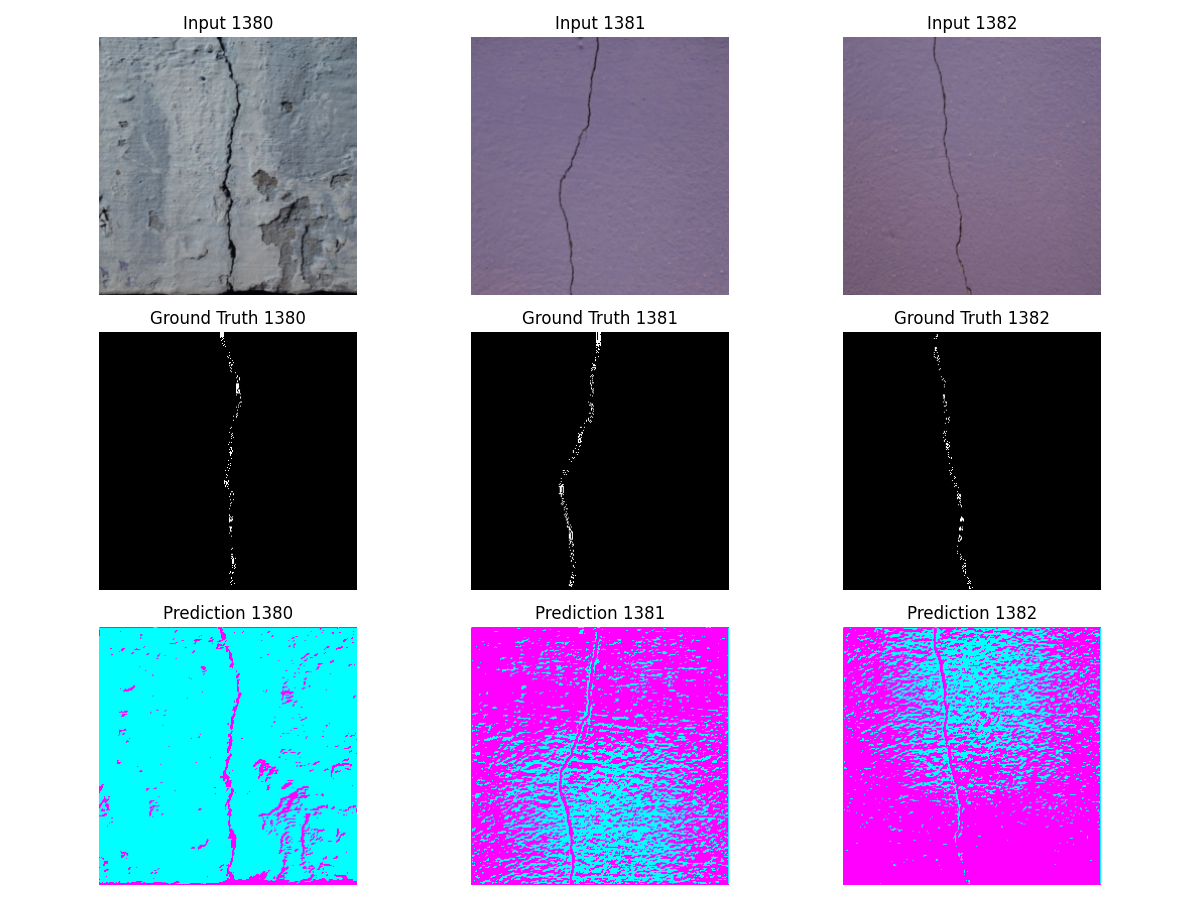 Input 1380
Input 1381
Input 1382
Ground Truth 1380
Ground Truth 1381
Ground Truth 1382
Prediction 1380
Prediction 1381
Prediction 1382